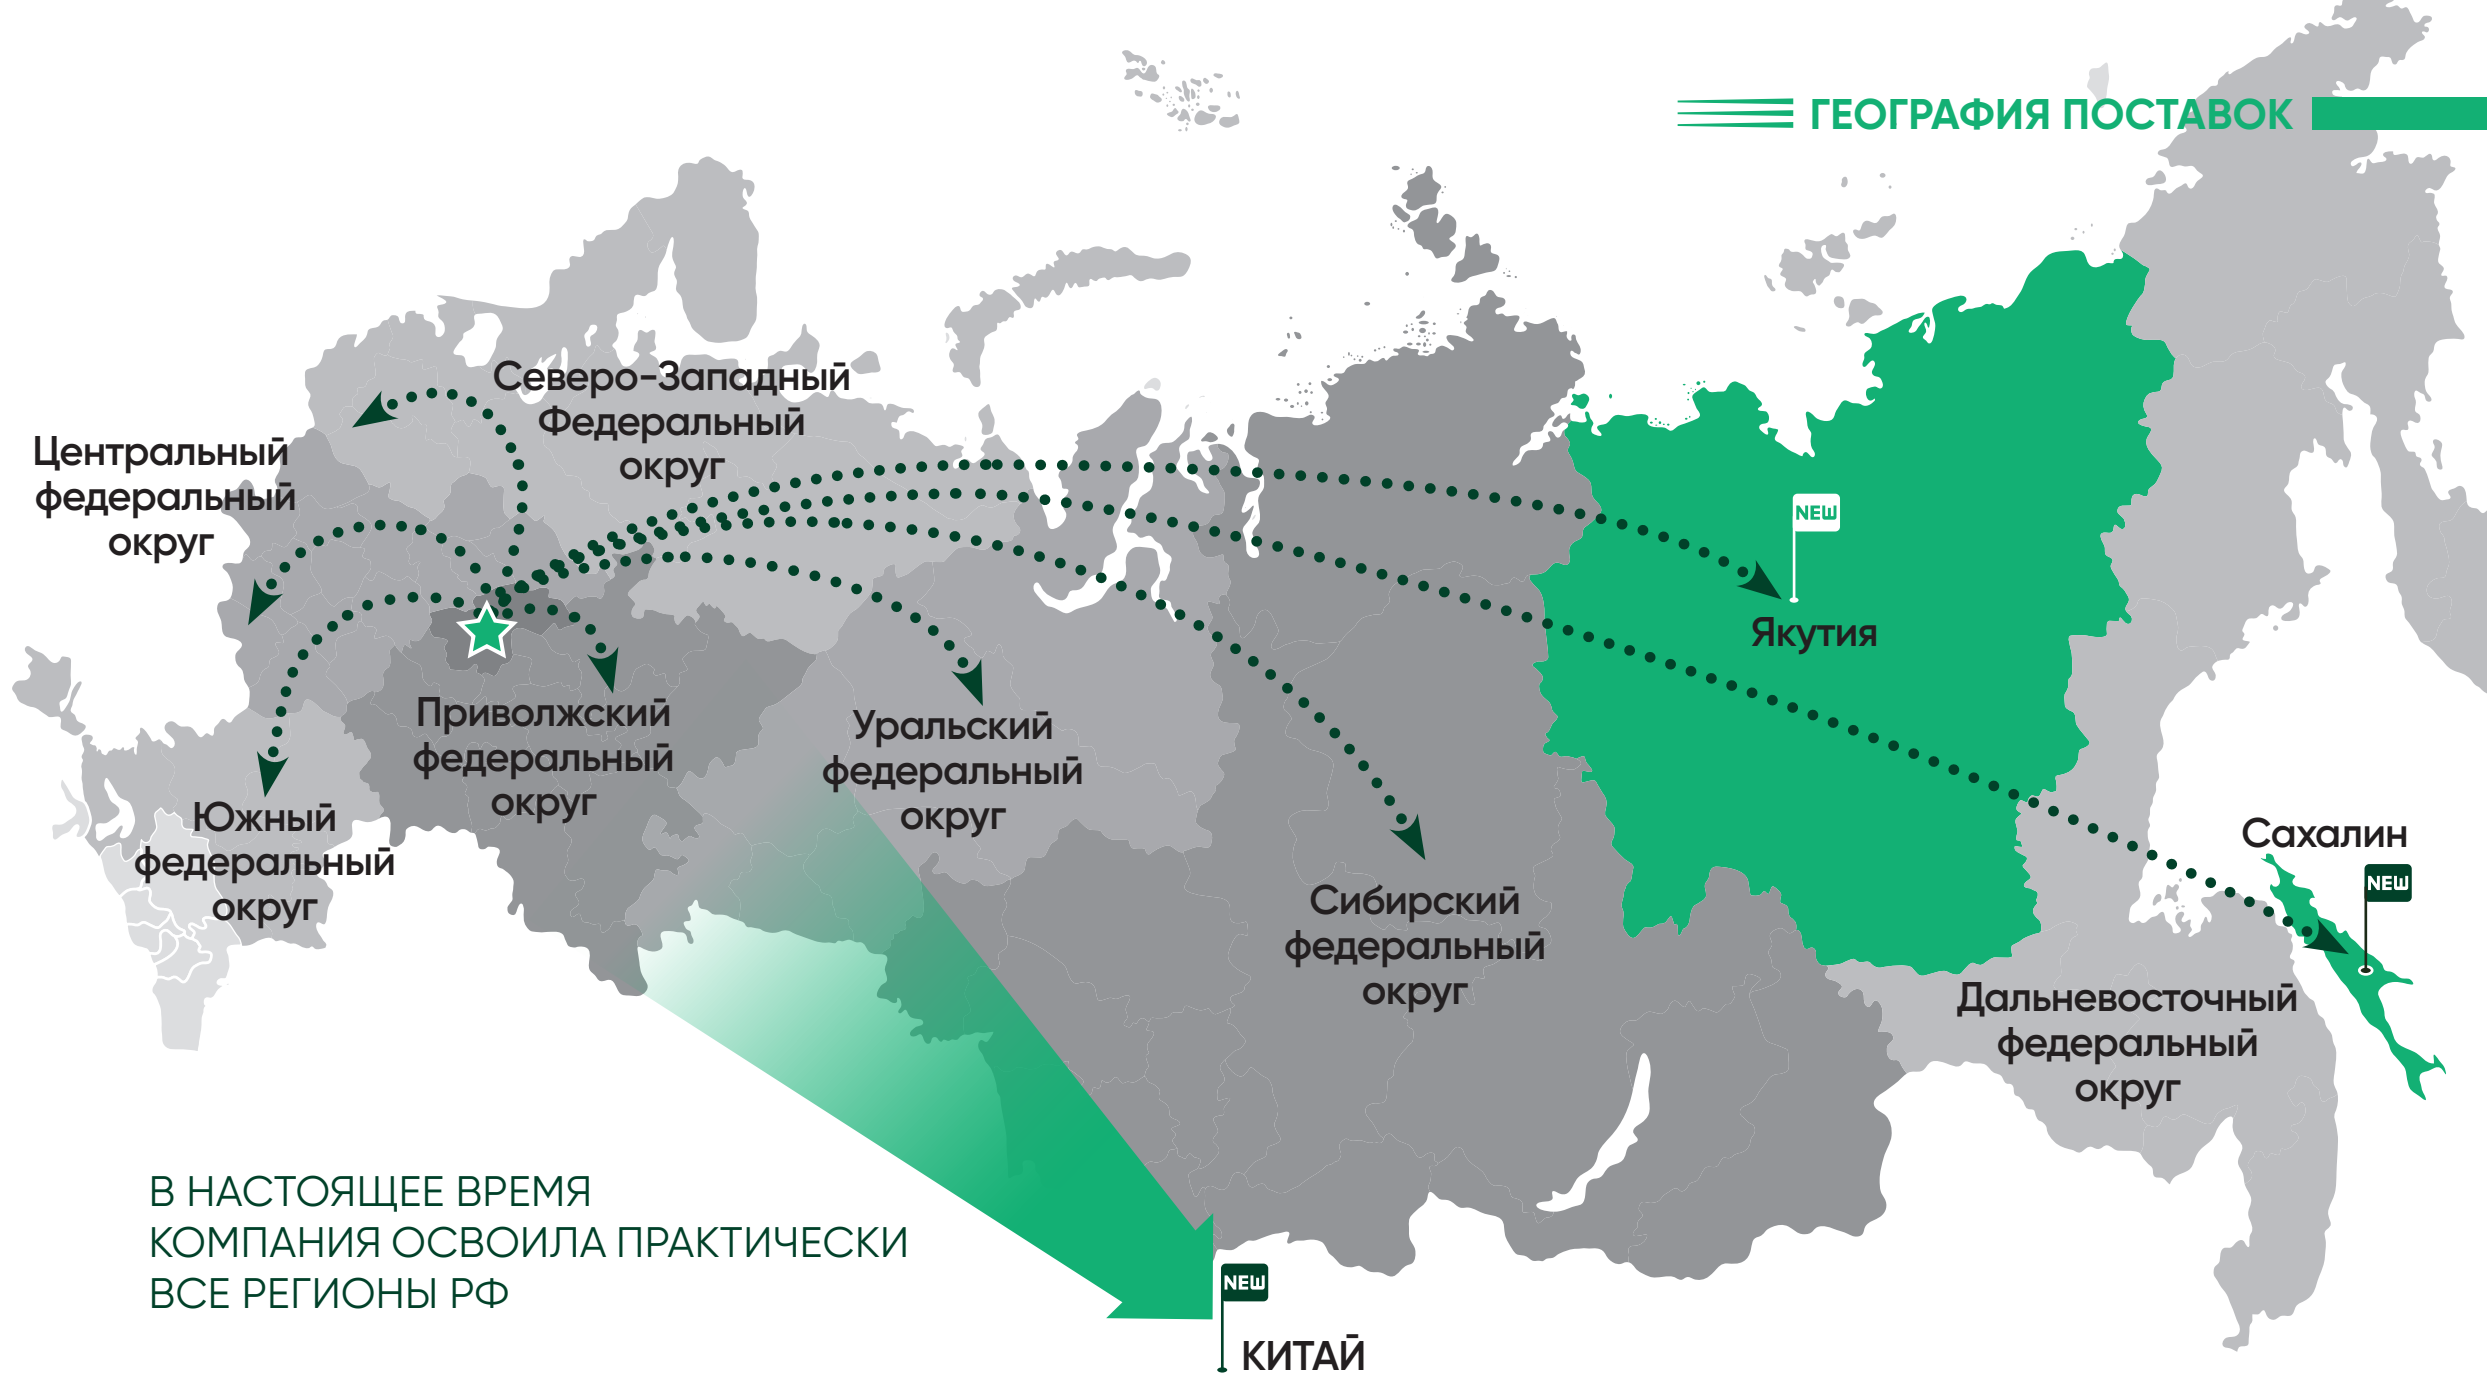 ГЕОГРАФИЯ ПОСТАВОК
Северо-Западный
Федеральный
округ
Центральный
федеральный
округ
NEW
Якутия
Приволжский
федеральный
округ
Уральский
федеральный
округ
Южный
федеральный
округ
Сахалин
NEW
Сибирский
федеральный
округ
Дальневосточный
федеральный
округ
В НАСТОЯЩЕЕ ВРЕМЯ
КОМПАНИЯ ОСВОИЛА ПРАКТИЧЕСКИ
ВСЕ РЕГИОНЫ РФ
NEW
КИТАЙ